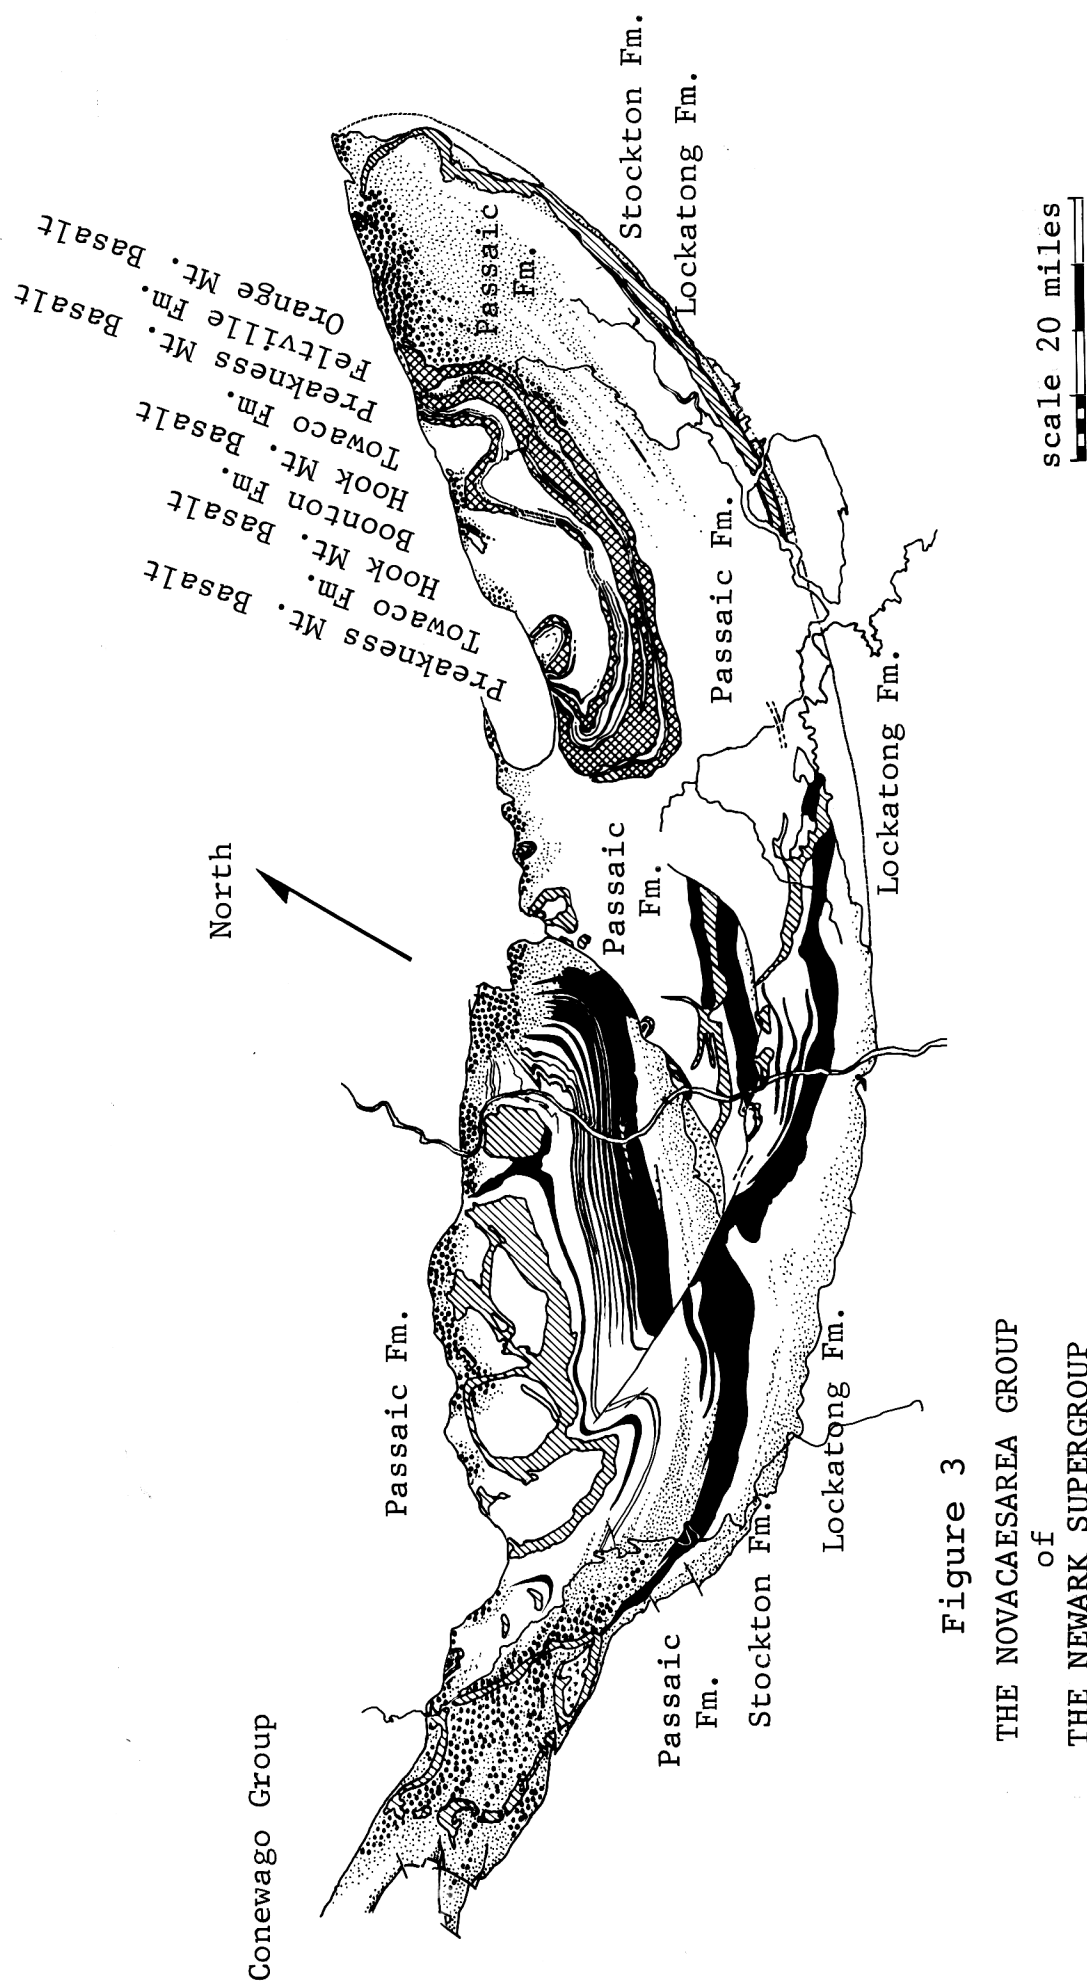 Orange Mt. Basalt
Feltville Fm.
Preakness Mt. Basalt
Towaco Fm.
Hook Mt. Basalt
Boonton Fm.
Hook Mt. Basalt
Towaco Fm.
Preakness Mt. Basalt
Stockton Fm.
Lockatong Fm.
Passaic
Fm.
Passaic Fm.
Lockatong Fm.
Passaic
Fm.
North
Passaic Fm.
Lockatong Fm.
Stockton Fm.
Passaic
Fm.
Conewago Group
scale 20 miles
Figure 3
THE NOVACAESAREA GROUP
of
THE NEWARK SUPERGROUP